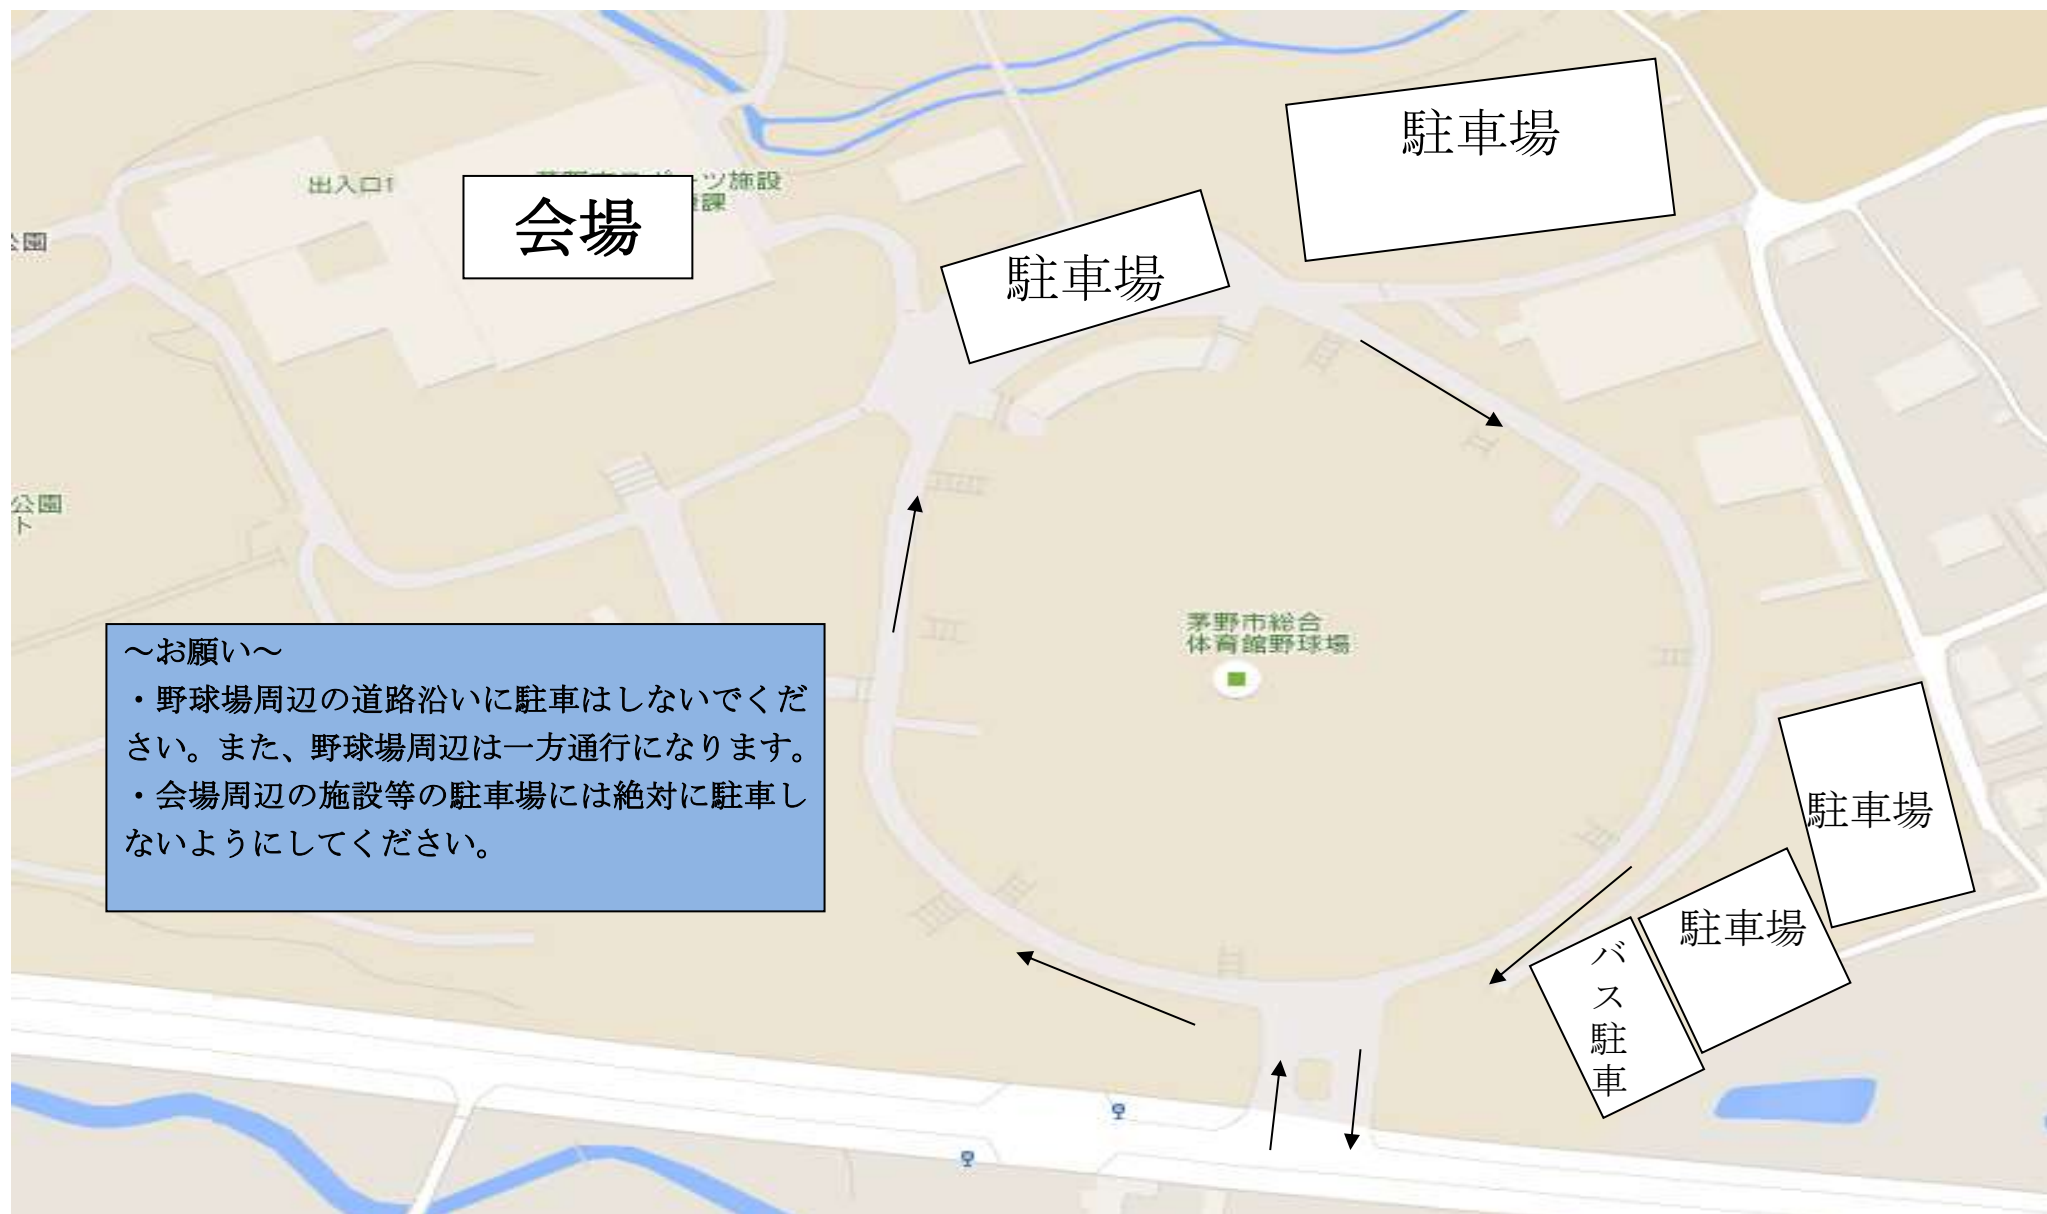 駐車場
出入口1
ツ施設
課
会場
公園
駐車場
公園
ト
茅野市総合
体育館野球場
～お願い～
・野球場周辺の道路沿いに駐車はしないでくだ
さい。また、野球場周辺は一方通行になります。
・会場周辺の施設等の駐車場には絶対に駐車し
ないようにしてください。
駐車場
駐車場
バス駐車